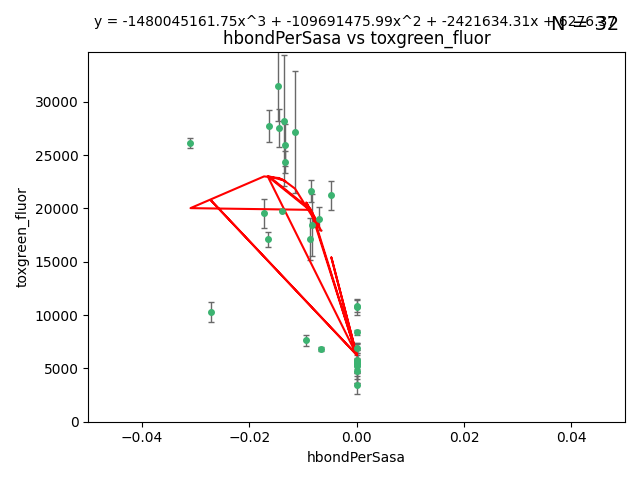 y = -1480045161.75x^3 + -109691475.99x^2 + -2421634.31x + 6276.37
N = 32
hbondPerSasa vs toxgreen_fluor
30000
25000
20000
15000
10000
5000
0
toxgreen_fluor
−0.04 −0.02 0.00 0.02 0.04
hbondPerSasa